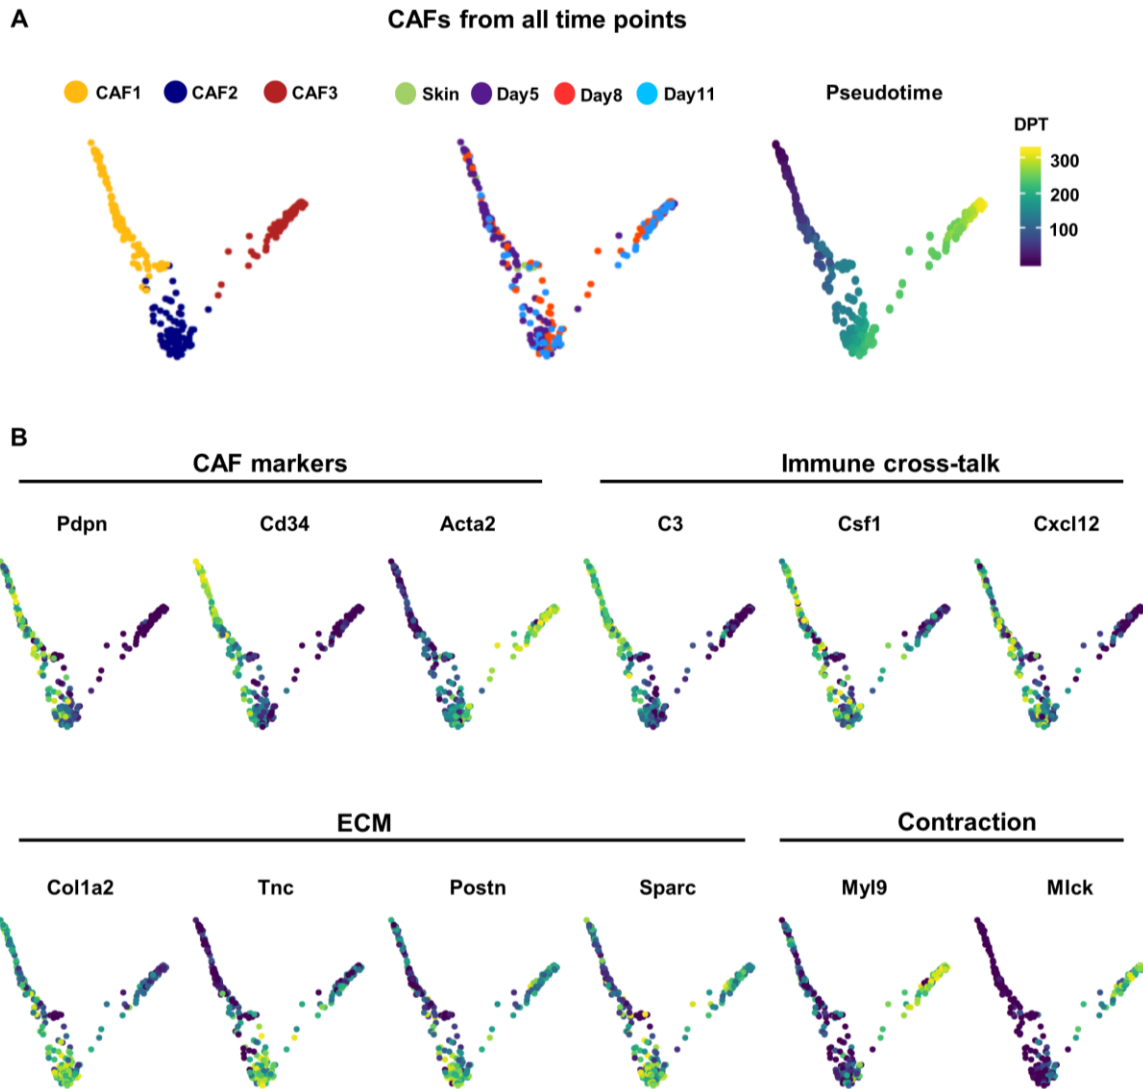 A
CAFs from all time points
CAF1 CAF2 CAF3 Skin Day5 Day8 Day11 Pseudotime
DPT
300
200
100
B
CAF markers Immune cross-talk
Pdpn Cd34 Acta2 C3 Csf1 Cxcl12
ECM Contraction
Col1a2 Tnc Postn Sparc Myl9 Mlck